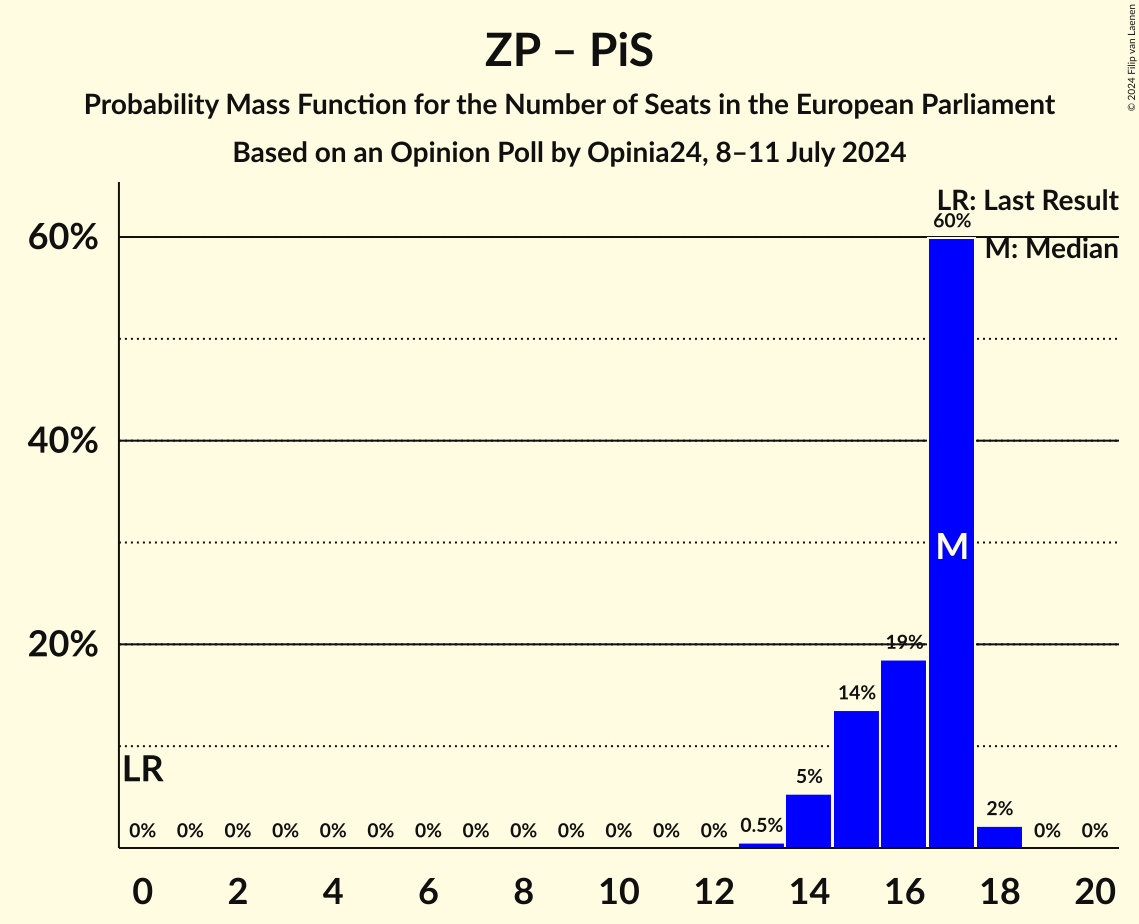 ZP – PiS
Probability Mass Function for the Number of Seats in the European Parliament
Based on an Opinion Poll by Opinia24, 8–11 July 2024
© 2024 Filip van Laenen
LR: Last Result
M: Median
60%
40%
20%
60%
M
19%
14%
5%
2%
0.5%
LR
0% 0% 0% 0% 0% 0% 0% 0% 0% 0% 0% 0% 0% 0% 0%
0 2 4 6 8 10 12 14 16 18 20